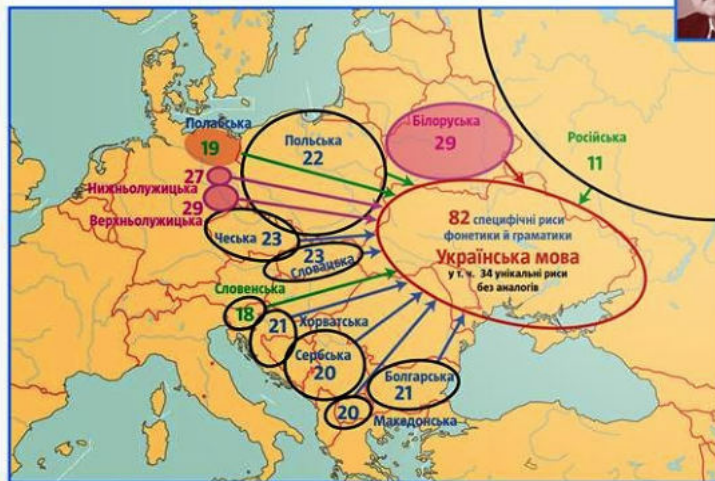 Полабська
19
Польська
22
Білоруська
29
Російська
11
27
Нижньолужицька
29
Верхньолужицька
Чеська 23
23
Словацька
82 специфічні риси
фонетики й граматики
Українська мова
у т. ч. 34 унікальні риси
без аналогів
Словенська
18
21
Хорватська
Сербська
20
Болгарська
21
20
Македонська